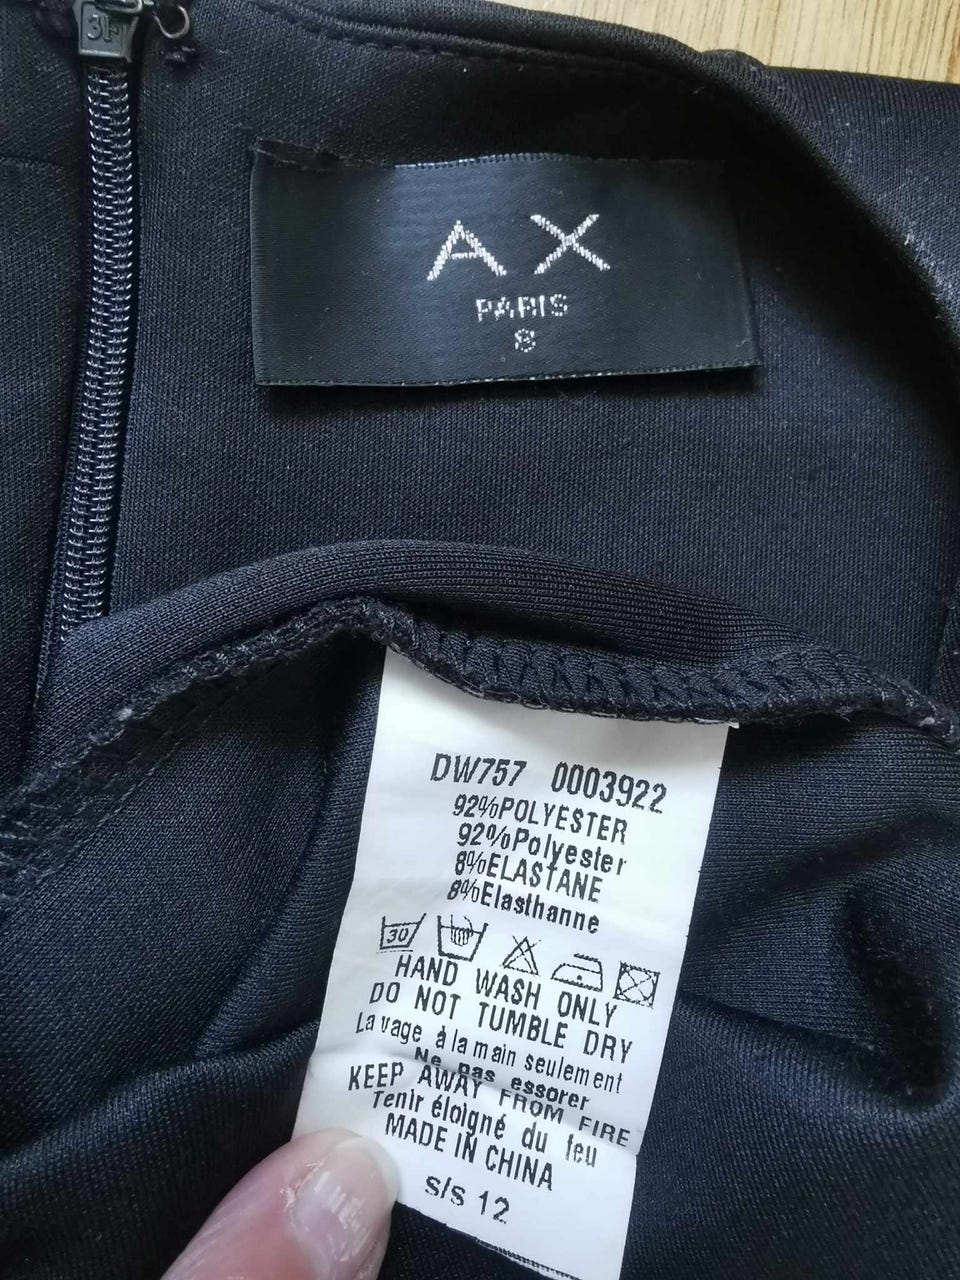 3F
AX
PARIS
8
DW757 0003922
92%POLYESTER
92%Polyester
8%ELASTANE
8%Elasthanne
30
HAND WASH ONLY
DO NOT TUMBLE DRY
Lavage à la main seulement
Ne pas essorer
KEEP AWAY FROM FIRE
Tenir éloigné du feu
MADE IN CHINA
S/S 12